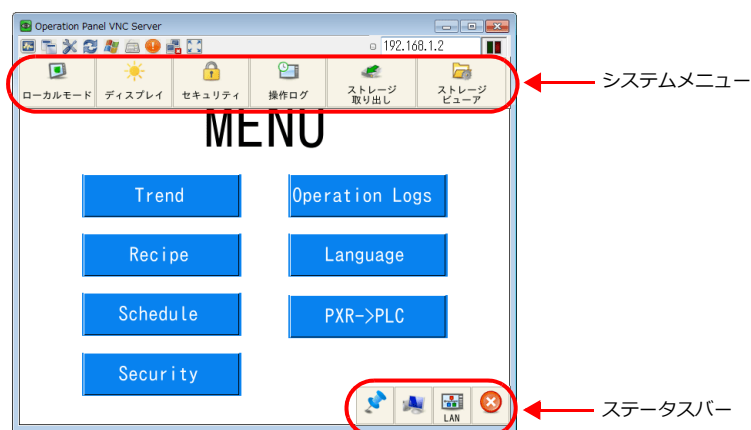 Operation Panel VNC Server
192.168.1.2
ローカルモード
ディスプレイ
セキュリティ
操作ログ
ストレージ
取り出し
ストレージ
ビューア
システムメニュー
MENU
Trend
Operation Logs
Recipe
Language
Schedule
PXR->PLC
Security
LAN
ステータスバー